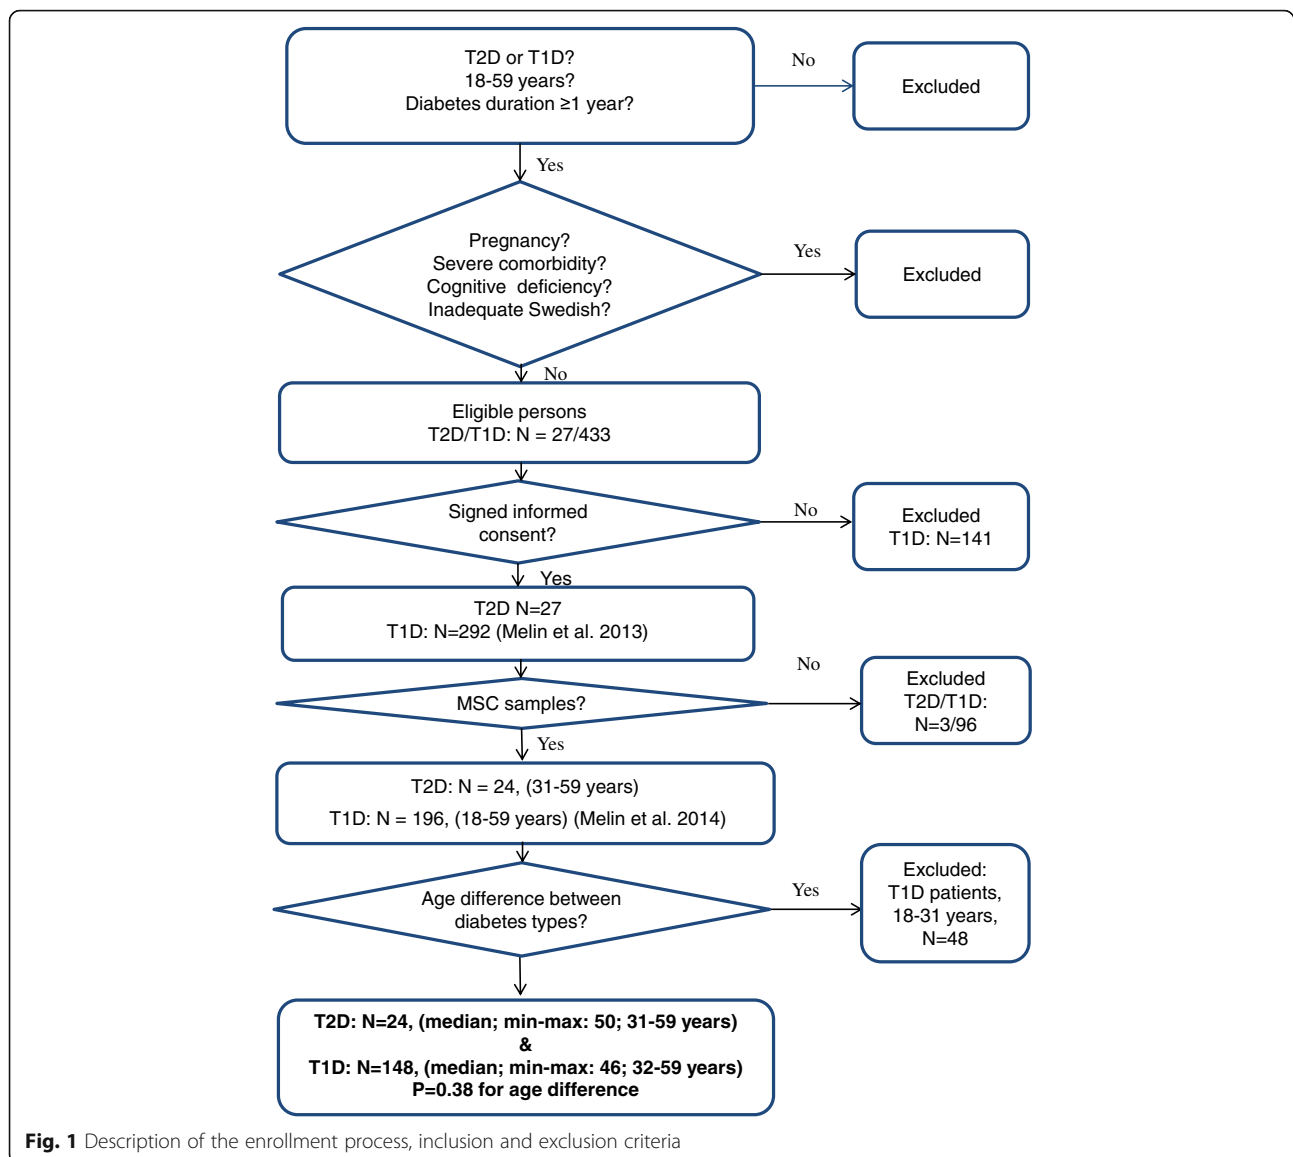 T2D or T1D?
18-59 years?
Diabetes duration ≥1 year?
No
Excluded
Yes
Pregnancy?
Severe comorbidity?
Cognitive deficiency?
Inadequate Swedish?
Yes
Excluded
No
Eligible persons
T2D/T1D: N = 27/433
Signed informed
consent?
No
Excluded
T1D: N=141
Yes
T2D N=27
T1D: N=292 (Melin et al. 2013)
MSC samples?
No
Excluded
T2D/T1D:
N=3/96
Yes
T2D: N = 24, (31-59 years)
T1D: N = 196, (18-59 years) (Melin et al. 2014)
Age difference between
diabetes types?
Yes
Excluded:
T1D patients,
18-31 years,
N=48
T2D: N=24, (median; min-max: 50; 31-59 years)
&
T1D: N=148, (median; min-max: 46; 32-59 years)
P=0.38 for age difference
Fig. 1 Description of the enrollment process, inclusion and exclusion criteria